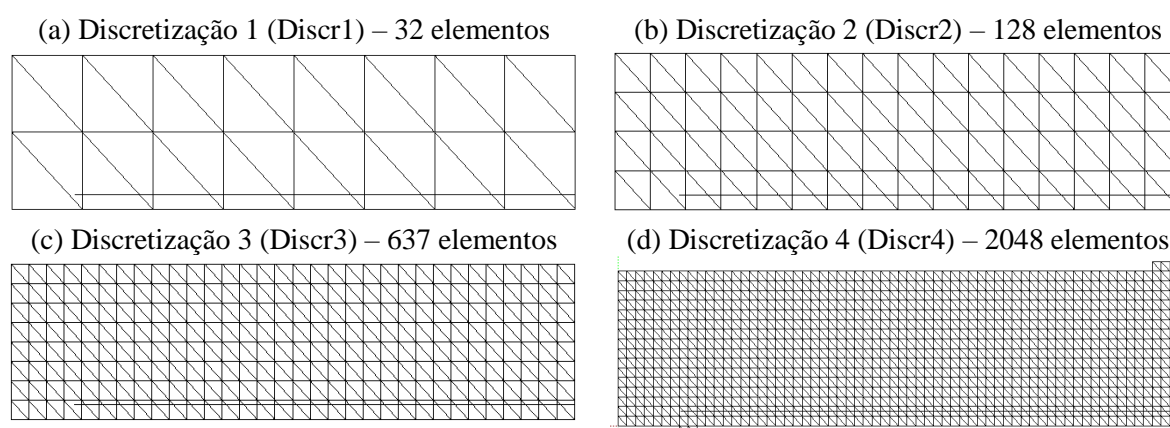 (a) Discretização 1 (Discr1) – 32 elementos
(b) Discretização 2 (Discr2) – 128 elementos
(c) Discretização 3 (Discr3) – 637 elementos
(d) Discretização 4 (Discr4) – 2048 elementos